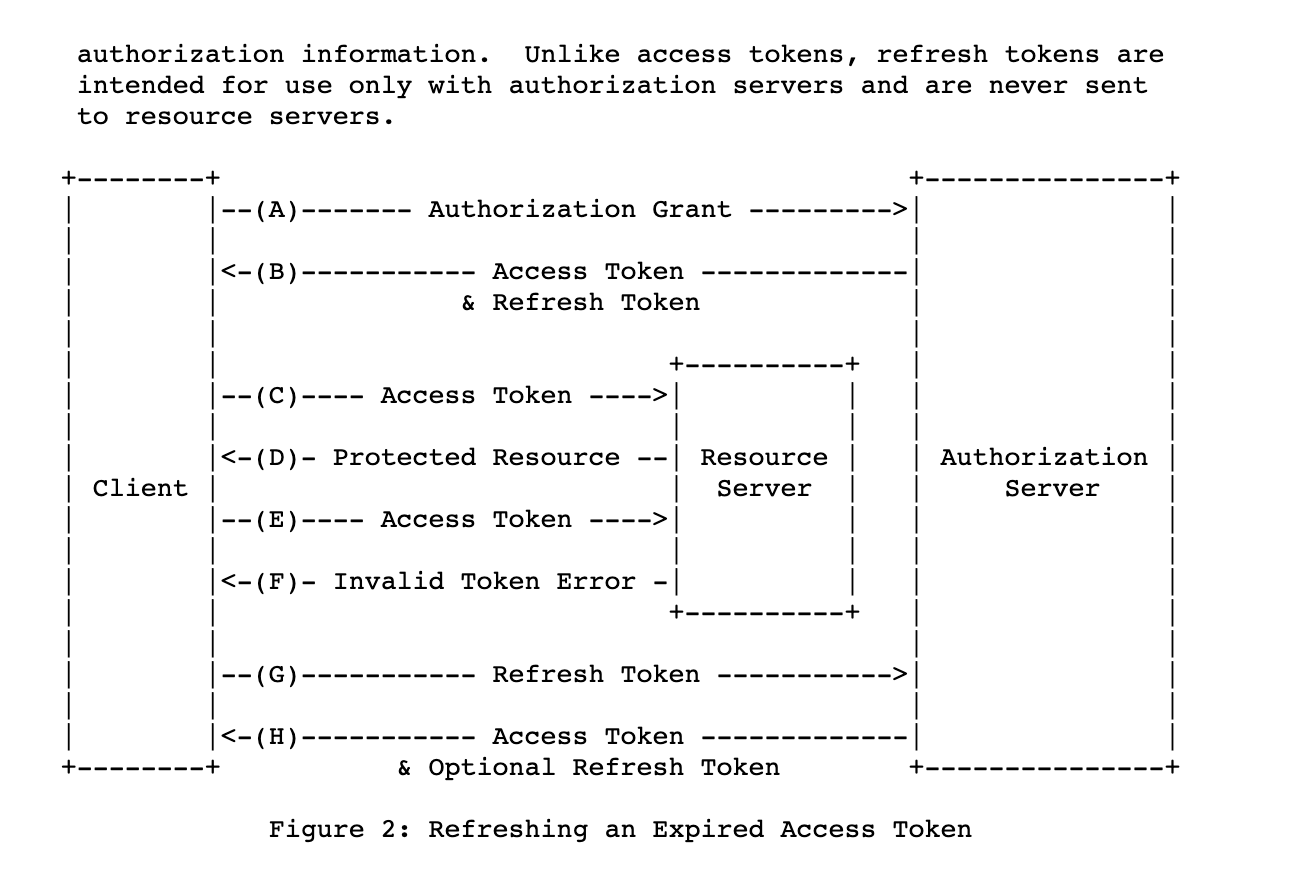 authorization information.  Unlike access tokens, refresh tokens are
intended for use only with authorization servers and are never sent
to resource servers.

+--------+                                           +---------------+
|        |--(A)------- Authorization Grant --------->|               |
|        |                                           |               |
|        |<-(B)----------- Access Token -------------|               |
|        |               & Refresh Token             |               |
|        |                                           |               |
|        |                            +----------+   |               |
|        |--(C)---- Access Token ---->|          |   |               |
|        |                            |          |   |               |
|        |<-(D)- Protected Resource --| Resource |   | Authorization |
| Client |                            |  Server  |   |     Server    |
|        |--(E)---- Access Token ---->|          |   |               |
|        |                            |          |   |               |
|        |<-(F)- Invalid Token Error -|          |   |               |
|        |                            +----------+   |               |
|        |                                           |               |
|        |--(G)----------- Refresh Token ----------->|               |
|        |                                           |               |
|        |<-(H)----------- Access Token -------------|               |
+--------+           & Optional Refresh Token        +---------------+

Figure 2: Refreshing an Expired Access Token